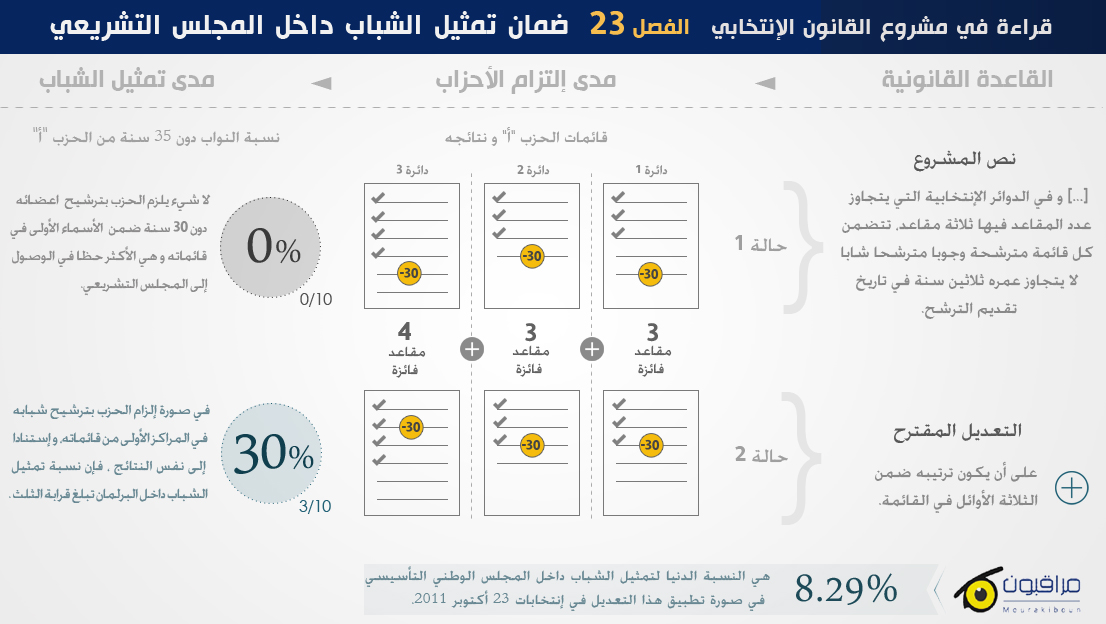 قراءة في مشروع القانون الإنتخابي الفصل 23 ضمان تمثيل الشباب داخل المجلس التشريعي
القاعدة القانونية
مدى إلتزام الأحزاب
مدى تمثيل الشباب
نص المشروع
[...] و في الدوائر الإنتخابية التي يتجاوز
عدد المقاعد فيها ثلاثة مقاعد، تتضمن
كل قائمة مترشحة وجوبا مترشحا شابا
لا يتجاوز عمره ثلاثين سنة في تاريخ
تقديم الترشح.
حالة 1
قائمات الحزب "أ" و نتائجه
دائرة 1
دائرة 2
دائرة 3
-30
-30
-30
3
مقاعد
فائزة
3
مقاعد
فائزة
4
مقاعد
فائزة
نسبة النواب دون 35 سنة من الحزب "أ"
0%
0/10
لا شيء يلزم الحزب بترشيح اعضائه
دون 30 سنة ضمن الأسماء الأولى في
قائماته و هي الأكثر حظا في الوصول
إلى المجلس التشريعي.
التعديل المقترح
على أن يكون ترتيبه ضمن
الثلاثة الأوائل في القائمة.
حالة 2
-30
-30
-30
30%
3/10
في صورة إلزام الحزب بترشيح شبابه
في المراكز الأولى من قائماته، و إستنادا
إلى نفس النتائج ، فإن نسبة تمثيل
الشباب داخل البرلمان تبلغ قرابة الثلث.
مراقبون
Mourakiboun
8.29%
هي النسبة الدنيا لتمثيل الشباب داخل المجلس الوطني التأسيسي
في صورة تطبيق هذا التعديل في إنتخابات 23 أكتوبر 2011.